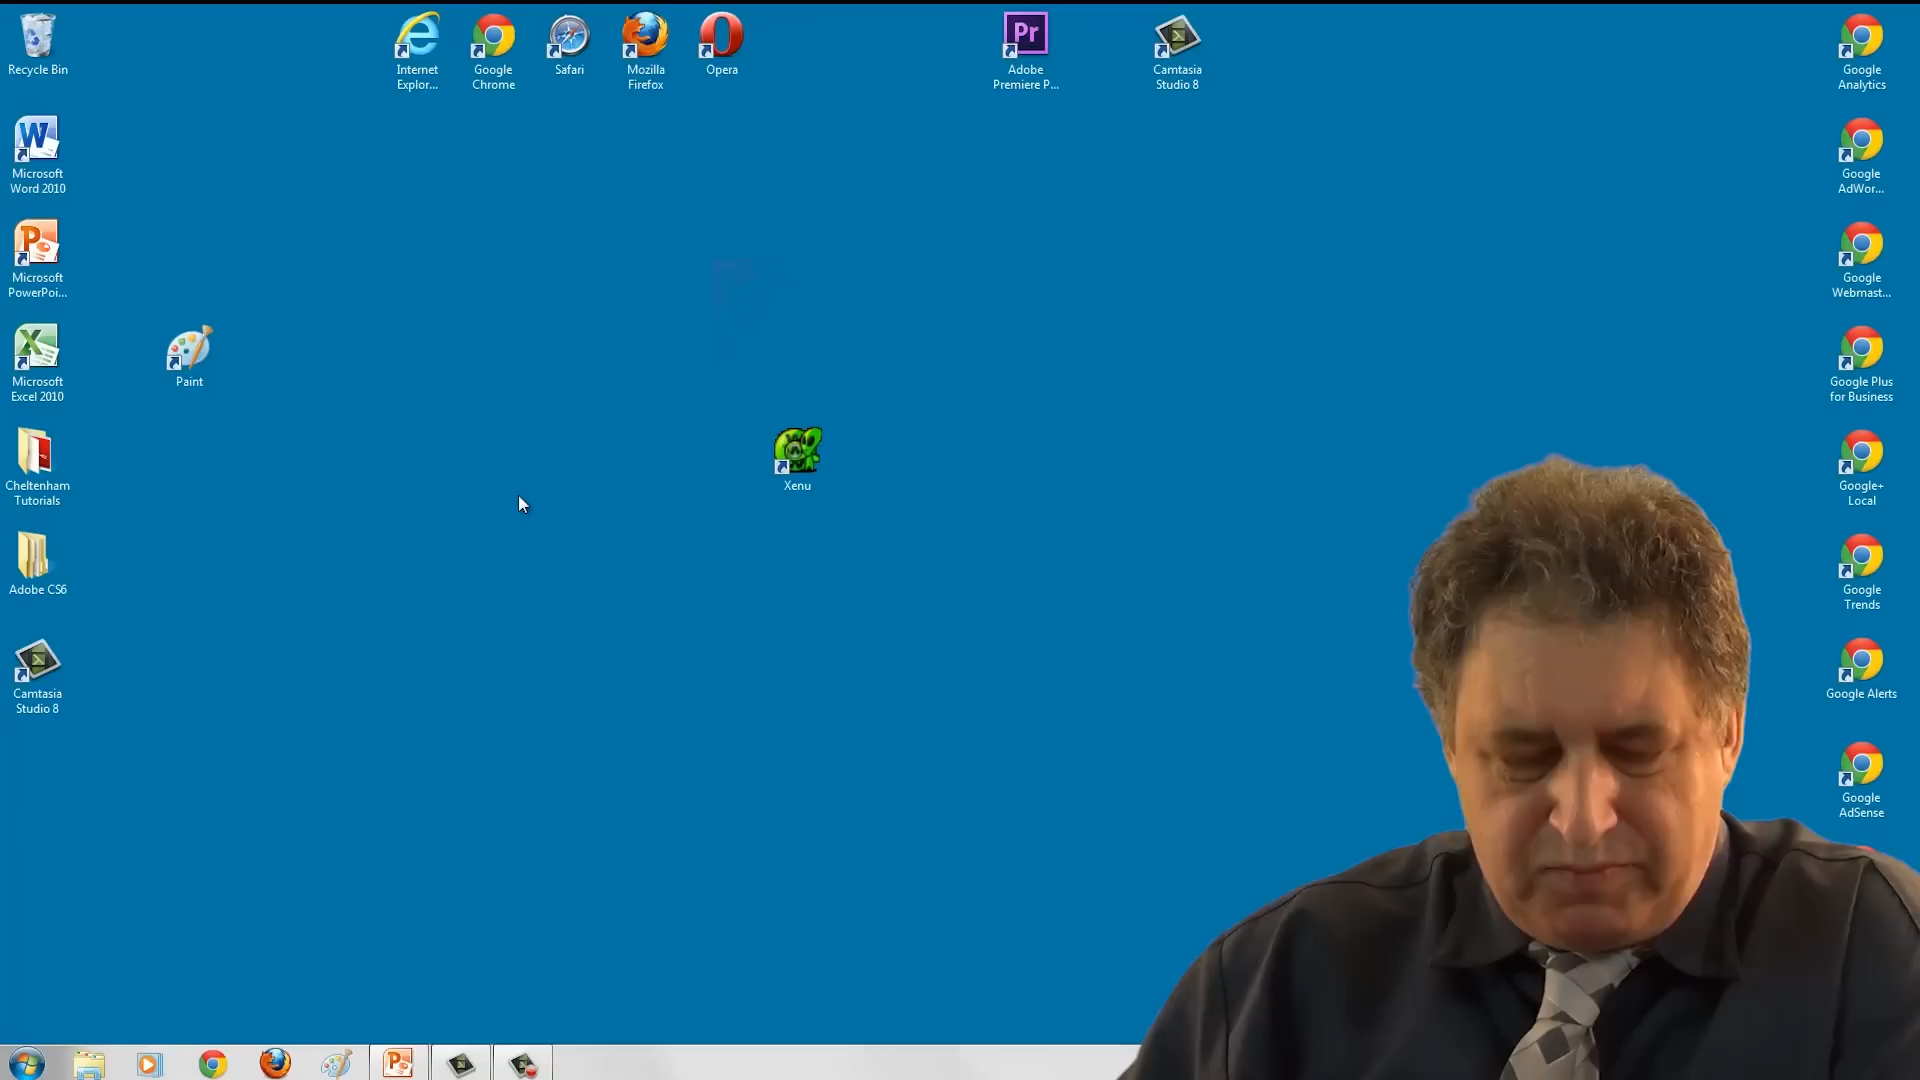 Recycle Bin
Microsoft
Word 2010
Microsoft
PowerPoi...
Microsoft
Excel 2010
Cheltenham
Tutorials
Adobe CS6
Camtasia
Studio 8
Paint
Internet
Explor...
Google
Chrome
Safari
Mozilla
Firefox
Opera
Pr
Adobe
Premiere P...
Camtasia
Studio 8
Xenu
Google
Analytics
Google
AdWor...
Google
Webmast...
Google Plus
for Business
Google+
Local
Google
Trends
Google Alerts
Google
AdSense